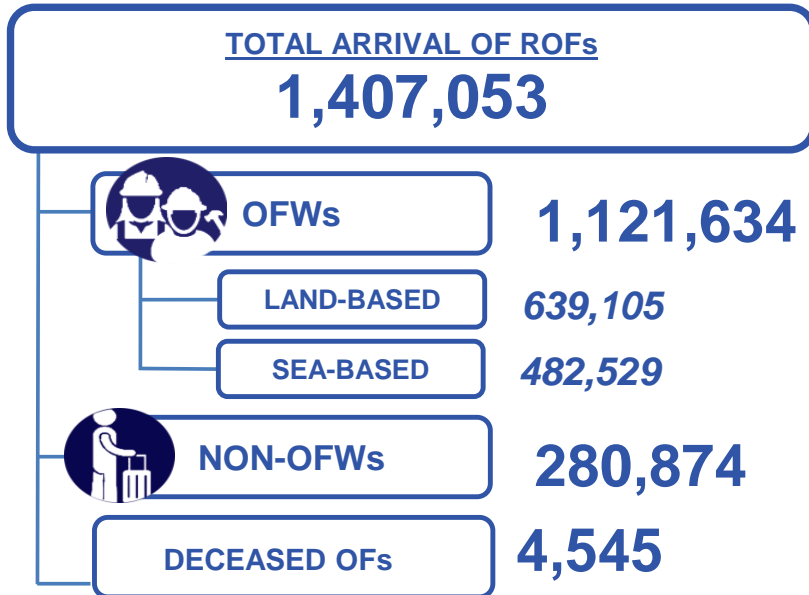 TOTAL ARRIVAL OF ROFs
1,407,053
OFWs 1,121,634
LAND-BASED 639,105
SEA-BASED 482,529
NON-OFWs 280,874
DECEASED OFs 4,545